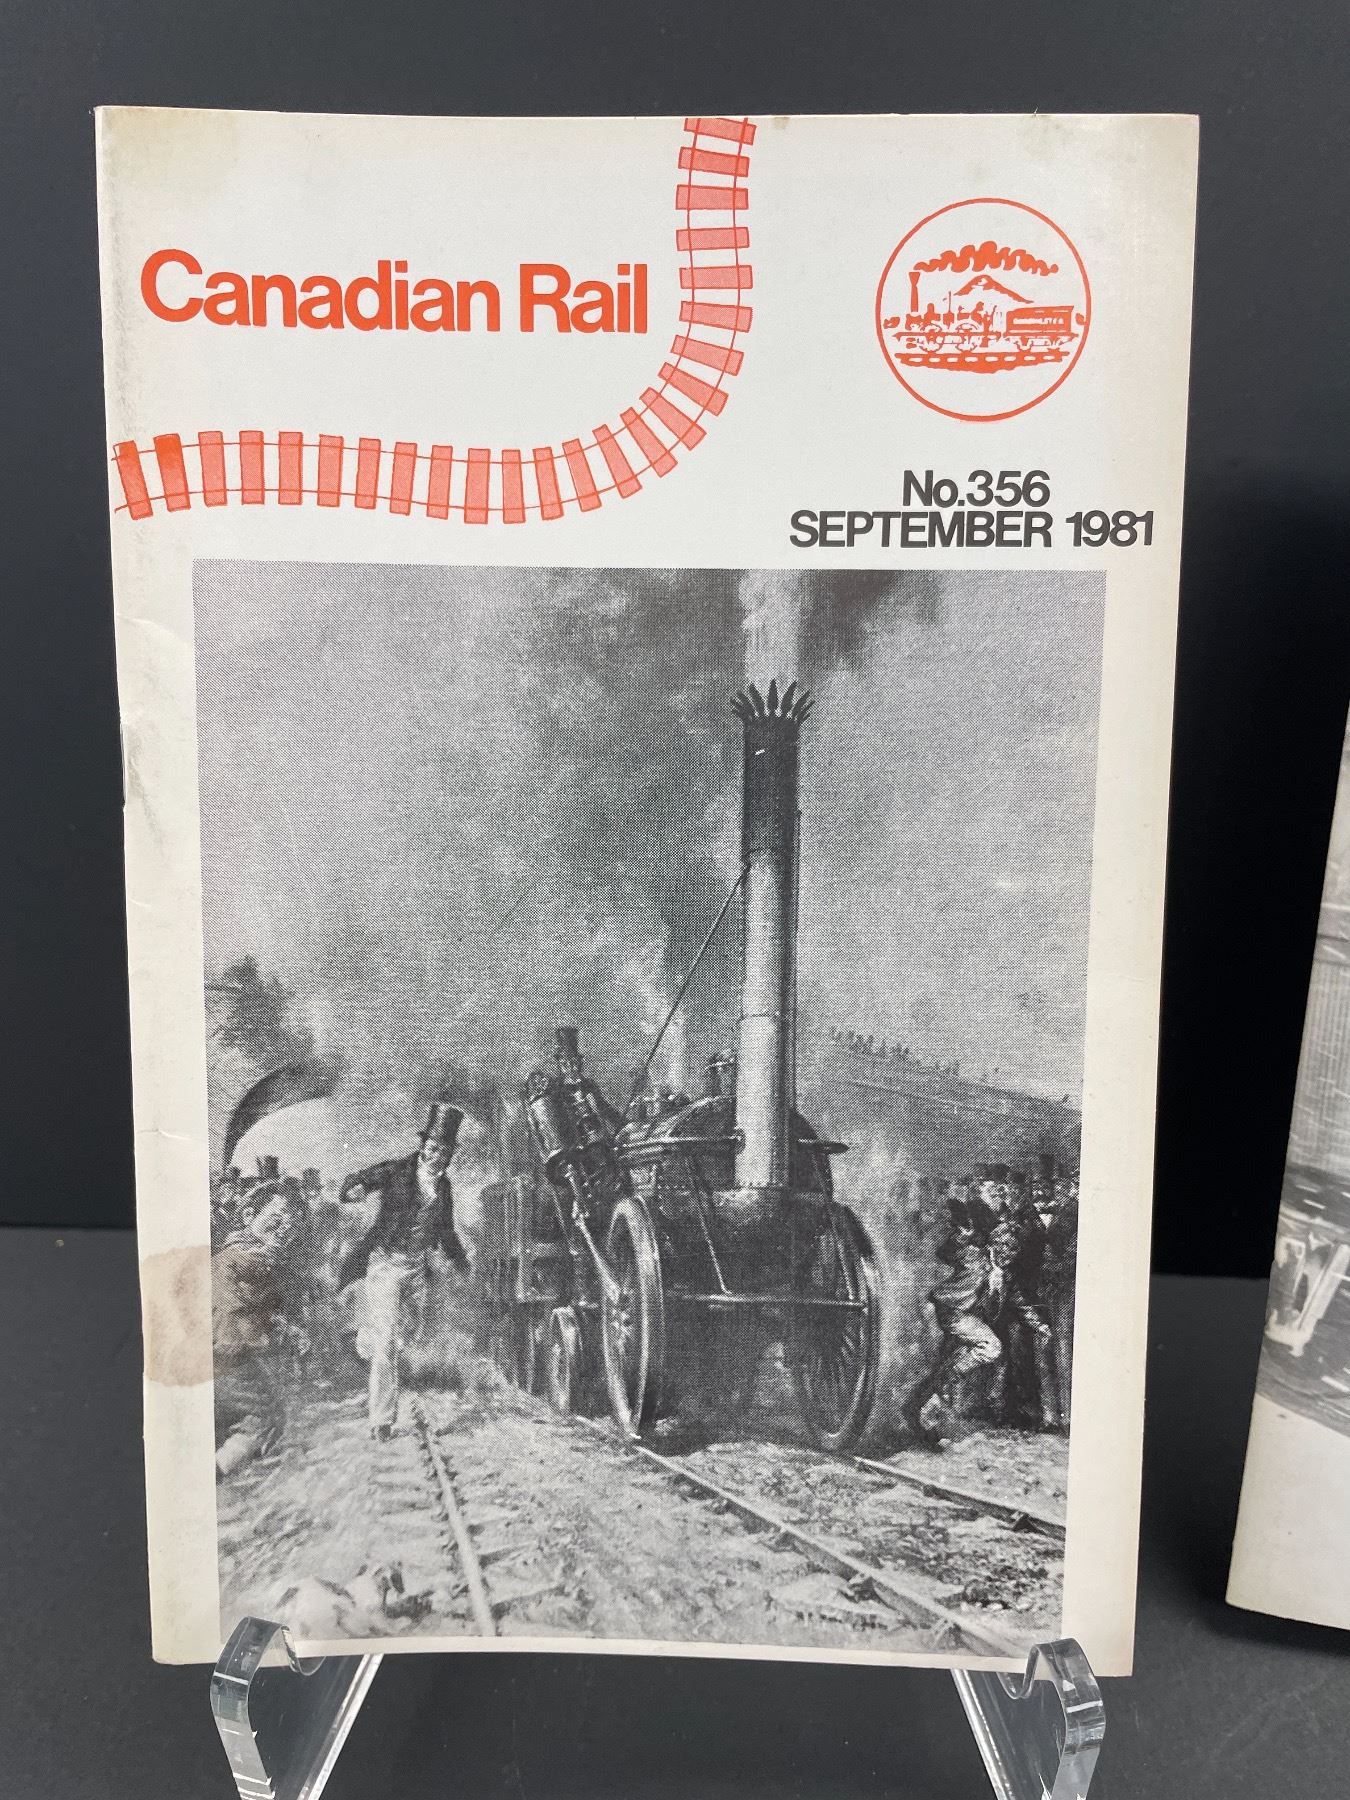 Canadian Rail
No.356
SEPTEMBER 1981